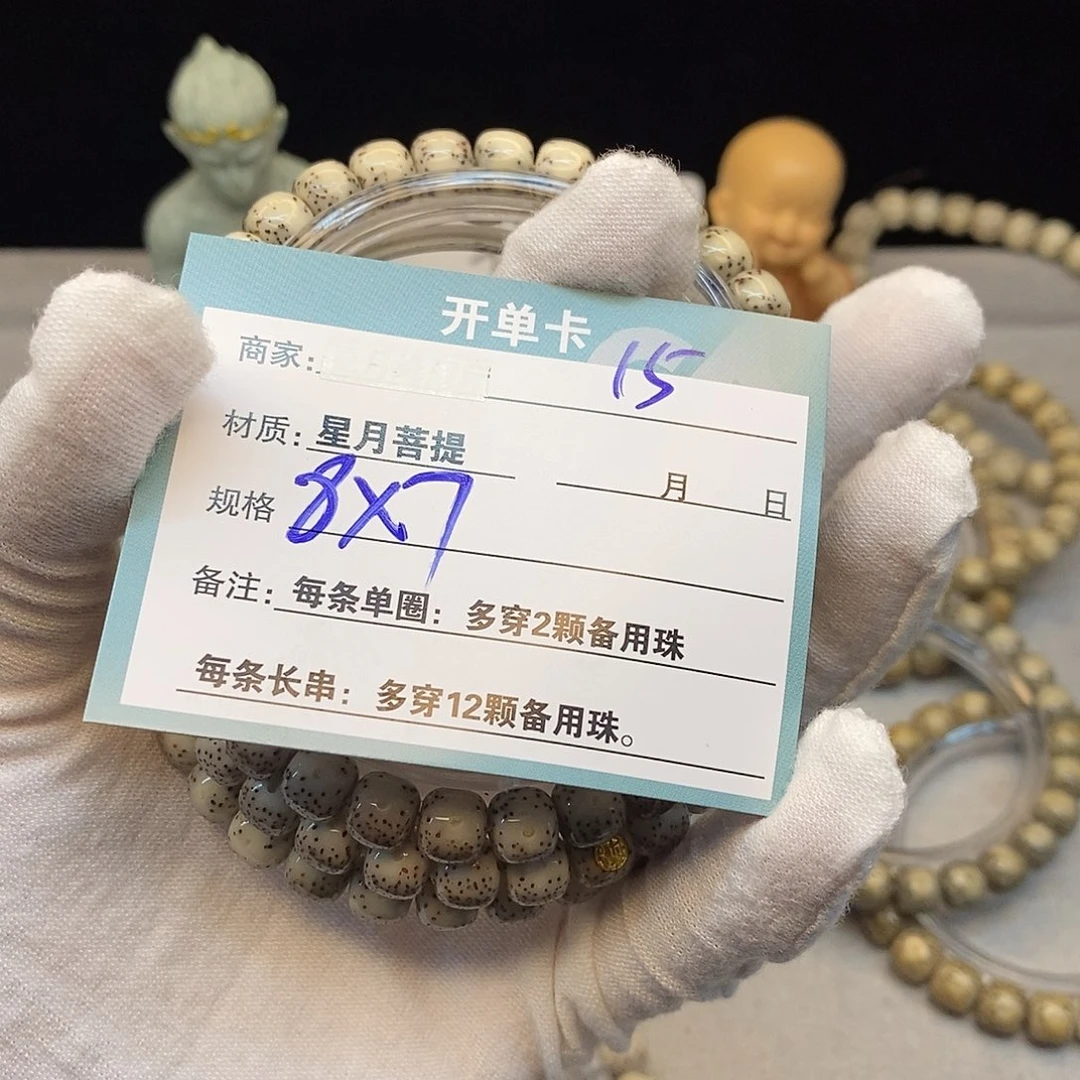 开单卡
商家: 15
材质: 星月菩提
月 日
规格 8x7
备注: 每条单圈: 多穿2颗备用珠
每条长串: 多穿12颗备用珠。